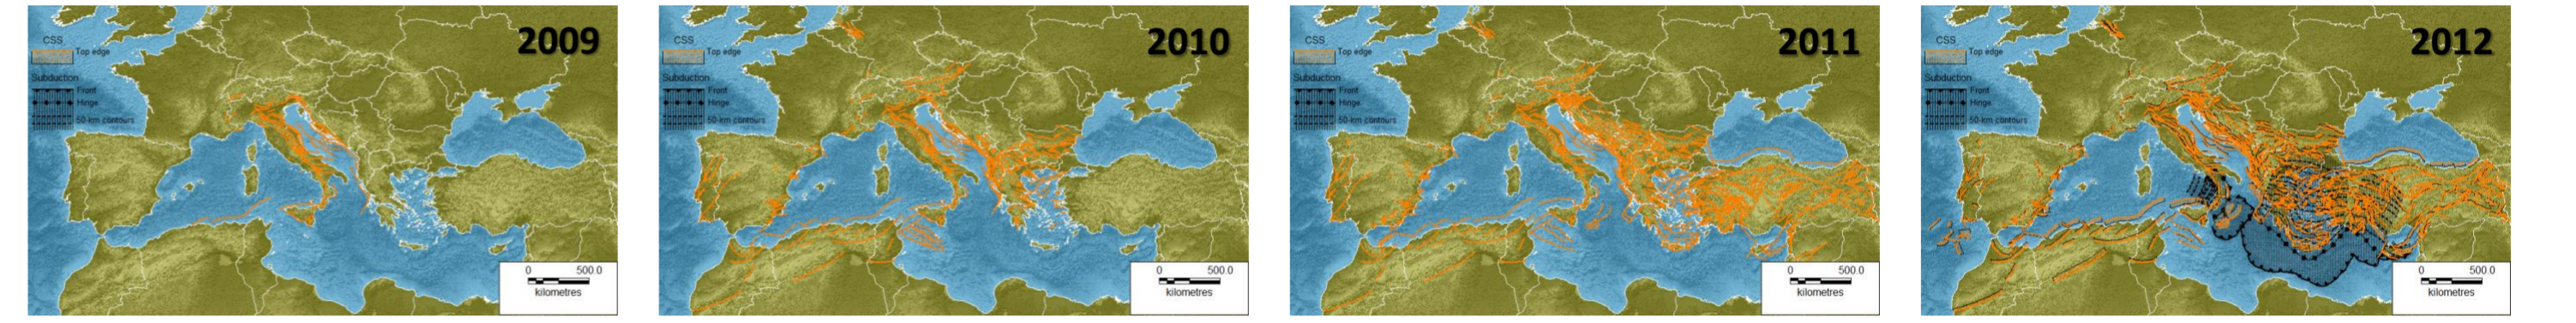 2009
CSS
Top edge
Subduction
Front
Hinge
50-km contours
0 500.0
kilometres
2010
CSS
Top edge
Subduction
Front
Hinge
50-km contours
0 500.0
kilometres
2011
CSS
Top edge
Subduction
Front
Hinge
50-km contours
0 500.0
kilometres
2012
CSS
Top edge
Subduction
Front
Hinge
50-km contours
0 500.0
kilometres